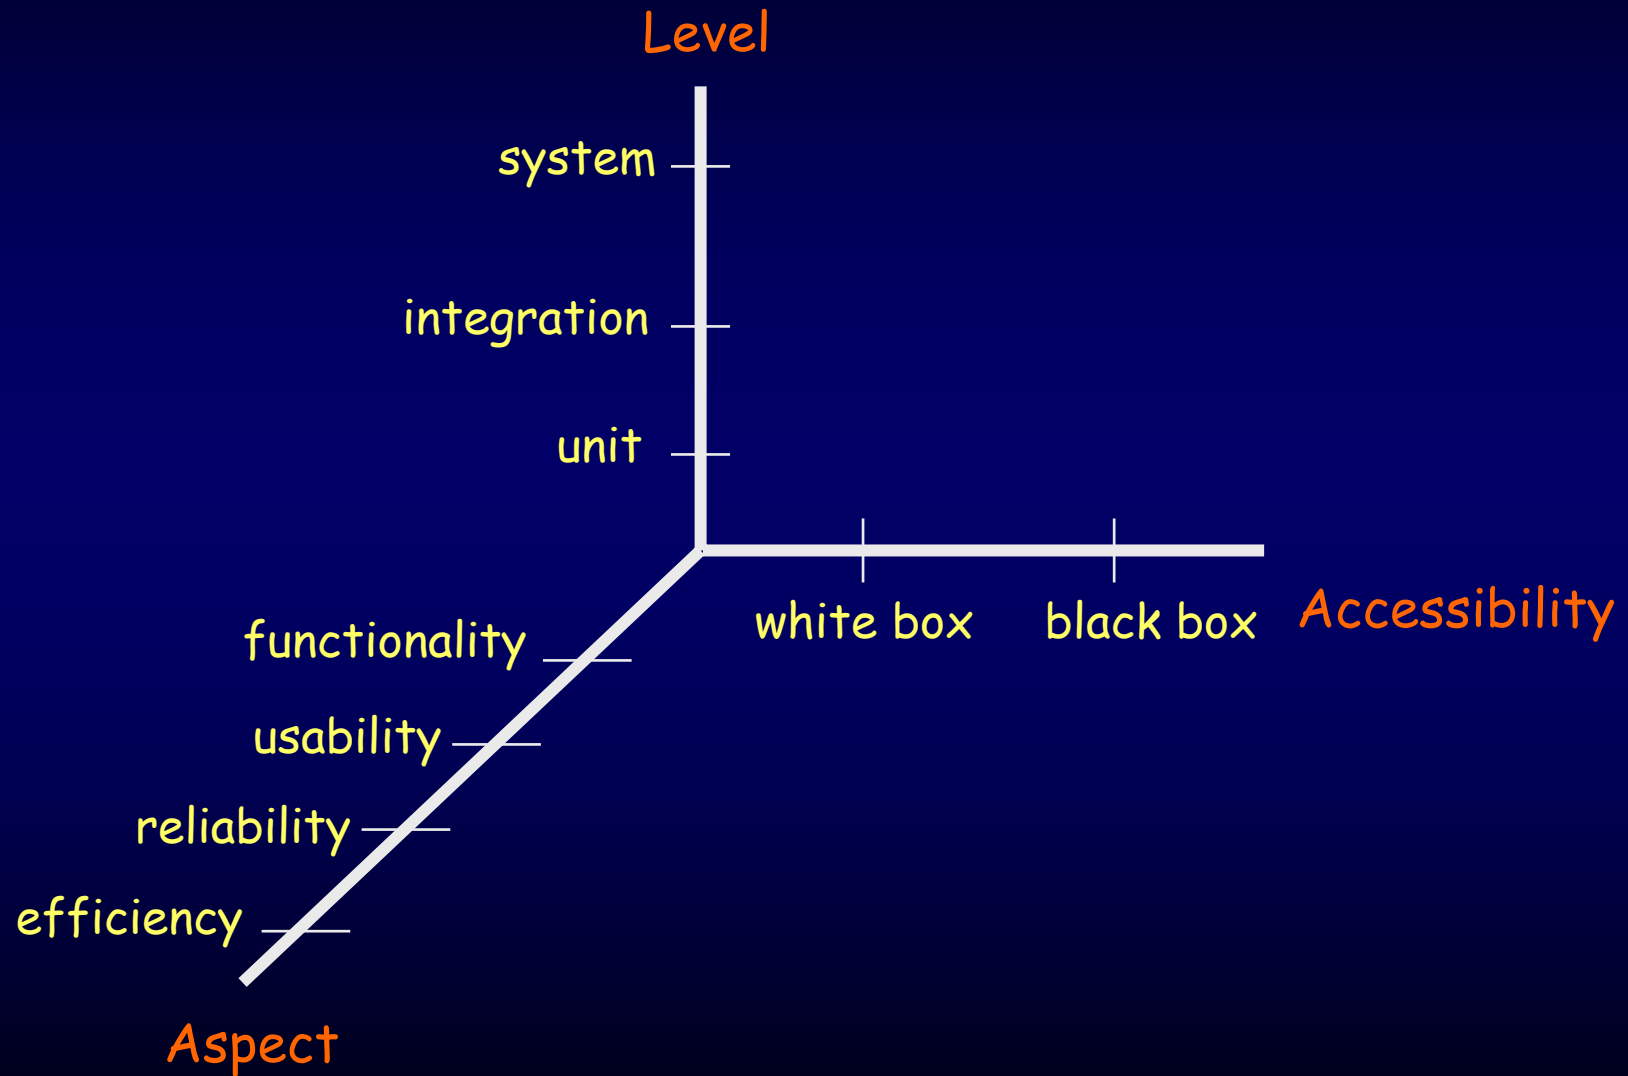 Level
system
integration
unit
white box
black box
Accessibility
functionality
usability
reliability
efficiency
Aspect